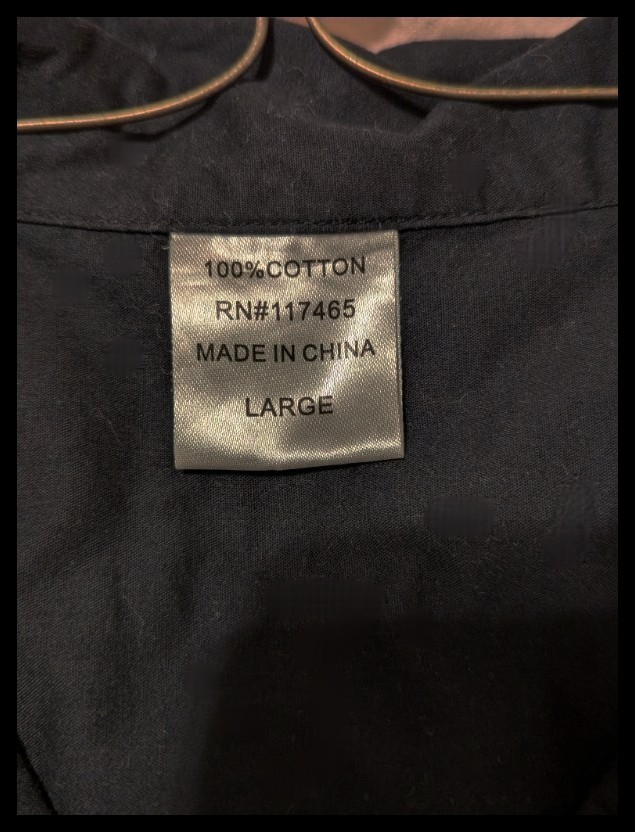 100%COTTON
RN#117465
MADE IN CHINA
LARGE